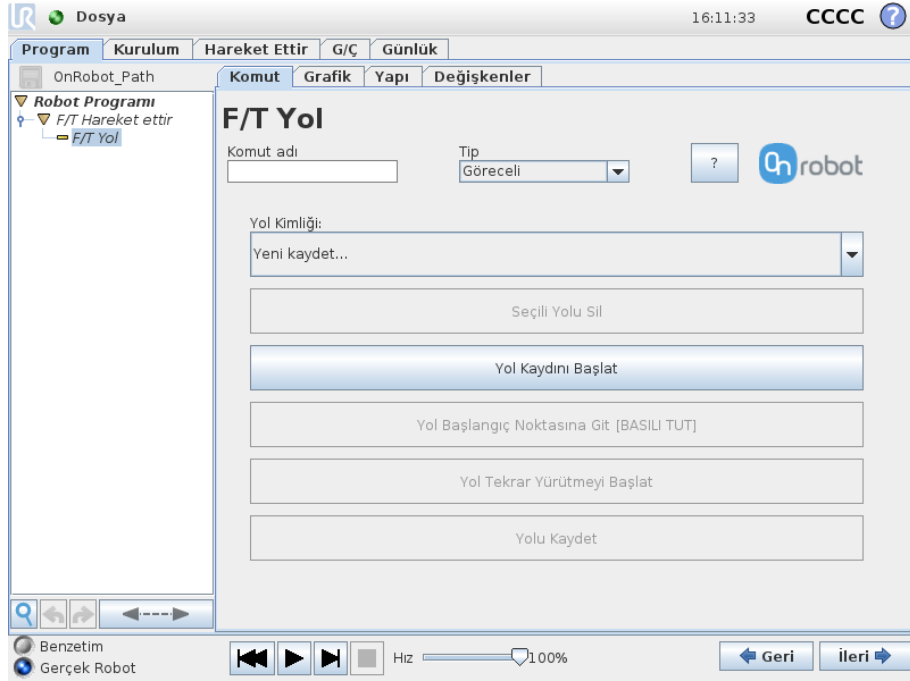 Dosya
16:11:33
CCCC
?
Program
Kurulum
Hareket Ettir
G/Ç
Günlük
OnRobot_Path
Komut
Grafik
Yapı
Değişkenler
Robot Programı
F/T Hareket ettir
F/T Yol
F/T Yol
Komut adı
Tip
Göreceli
?
On robot
Yol Kimliği:
Yeni kaydet...
Seçili Yolu Sil
Yol Kaydını Başlat
Yol Başlangıç Noktasına Git [BASILI TUT]
Yol Tekrar Yürütmeyi Başlat
Yolu Kaydet
Benzetim
Gerçek Robot
Hız
100%
Geri
İleri